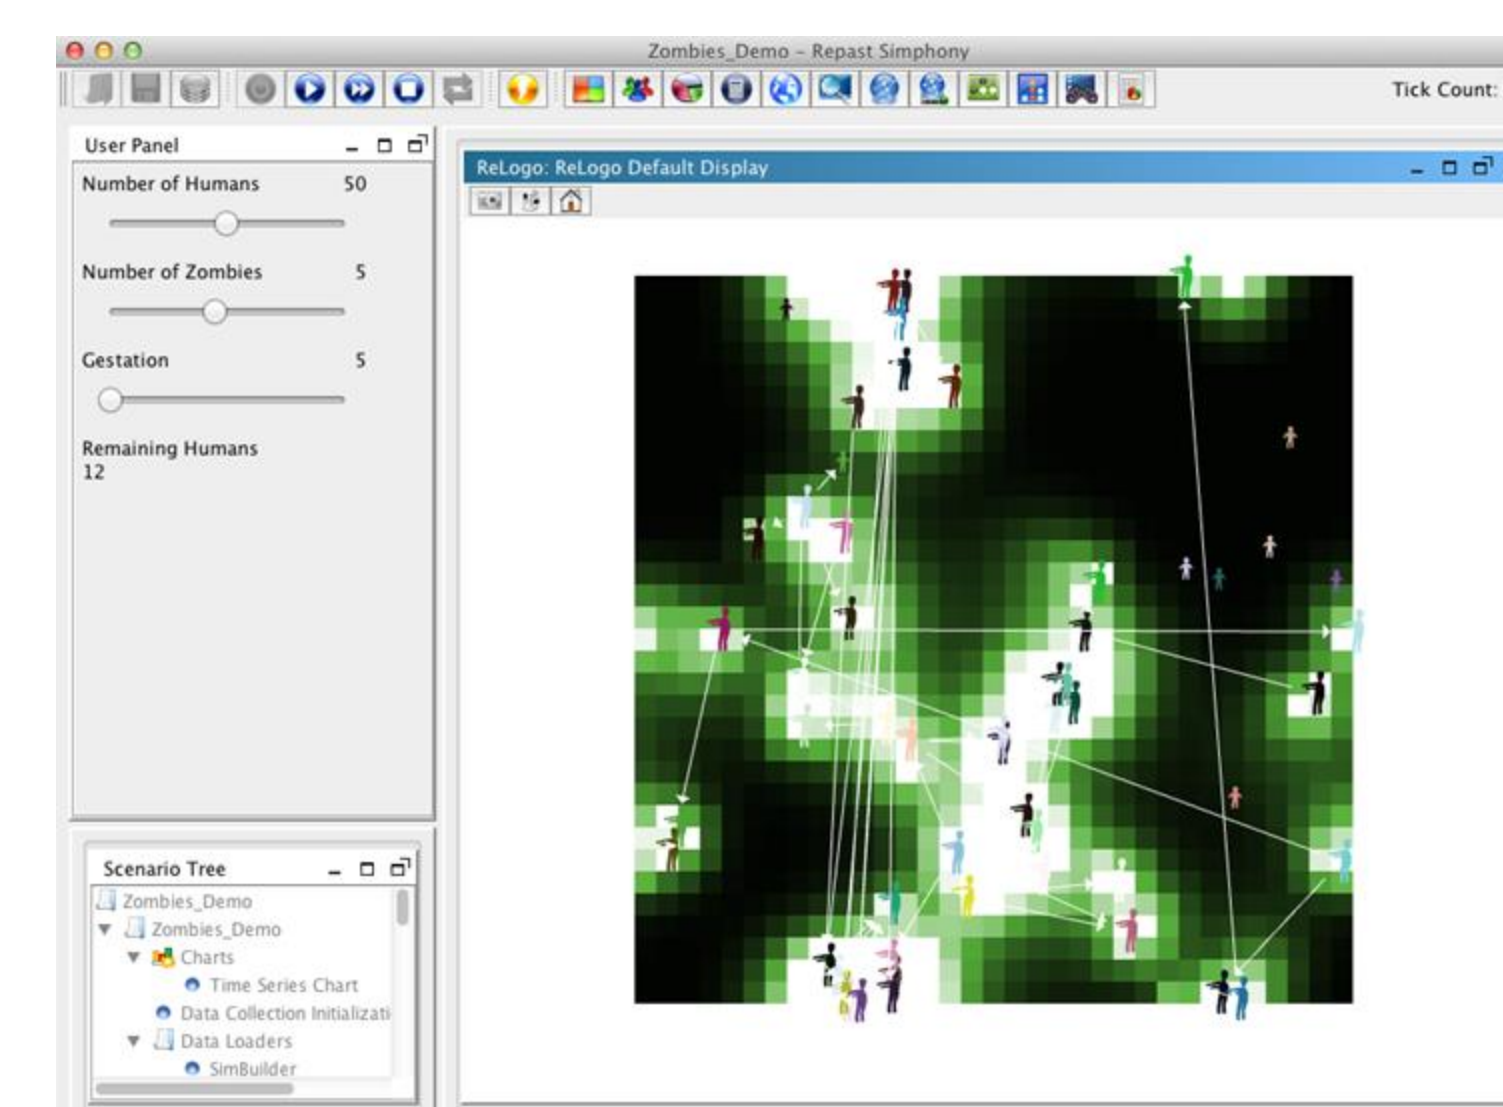 Zombies_Demo – Repast Simphony
Tick Count:
User Panel
Number of Humans 50
Number of Zombies 5
Gestation 5
Remaining Humans
12
ReLogo: ReLogo Default Display
Scenario Tree
Zombies_Demo
Zombies_Demo
Charts
Time Series Chart
Data Collection Initializati
Data Loaders
SimBuilder